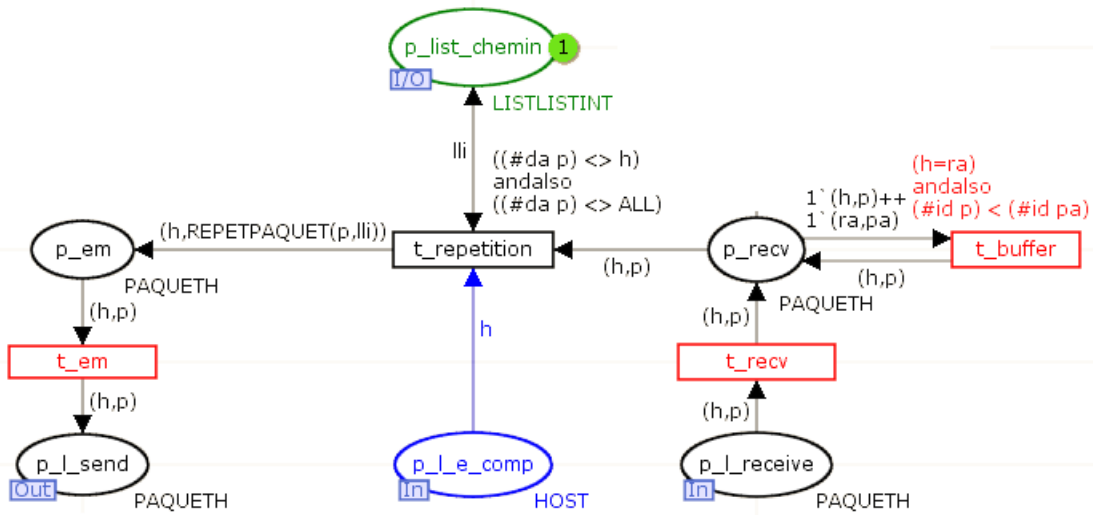 p_list_chemin
1
I/O
LISTLISTINT
lli
((#da p) <> h)
andalso
((#da p) <> ALL)
(h=ra)
andalso
(#id p) < (#id pa)
1`(h,p)++
1`(ra,pa)
p_em
(h,REPETPAQUET(p,lli))
t_repetition
(h,p)
p_recv
t_buffer
(h,p)
PAQUETH
PAQUETH
(h,p)
h
(h,p)
t_em
t_recv
(h,p)
(h,p)
p_l_send
Out
PAQUETH
p_l_e_comp
In
HOST
p_l_receive
In
PAQUETH